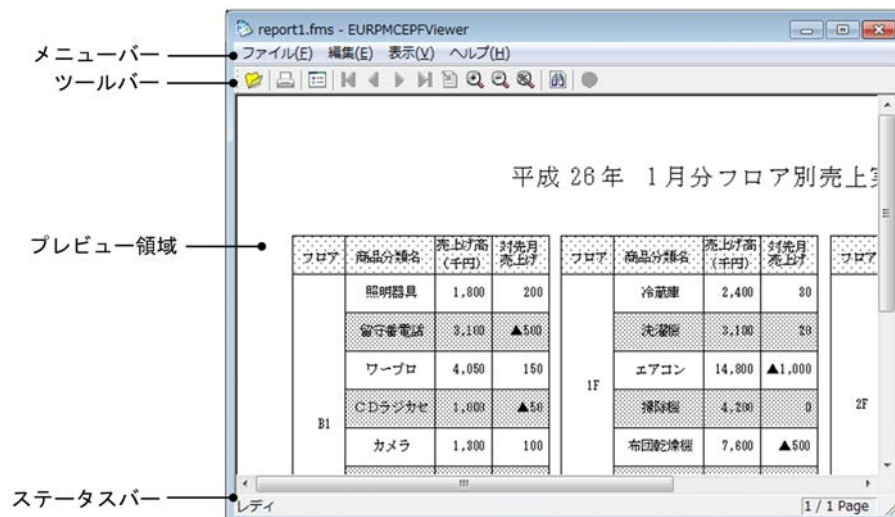 report1.fms - EURPMCEPFViewer
メニューバー
ファイル(F) 編集(E) 表示(V) ヘルプ(H)
ツールバー
平成 26年 1月分フロア別売上
プレビュー領域
フロア 商品分類名 売上げ高(千円) 対先月売上げ フロア 商品分類名 売上げ高(千円) 対先月売上げ フロア
照明器具 1,800 200 冷蔵庫 2,400 30
留守番電話 3,100 ▲500 洗濯機 3,100 20
ワープロ 4,050 150 エアコン 14,800 ▲1,000
1F
CDラジカセ 1,000 ▲50 掃除機 4,200 0 2F
B1
カメラ 1,300 100 布団乾燥機 7,600 ▲500
ステータスバー
レディ 1 / 1 Page